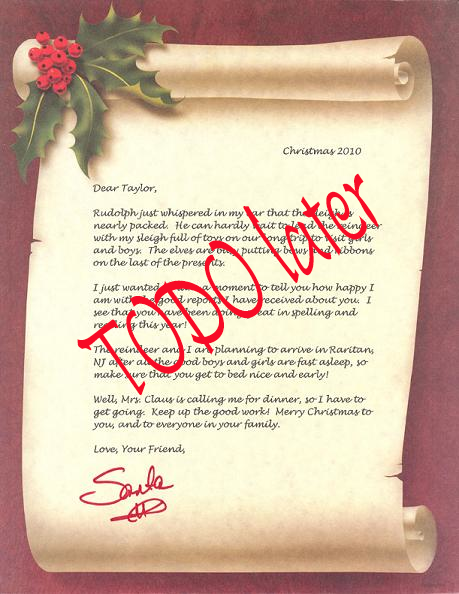 Christmas 2010
Dear Taylor,
Rudolph just whispered in my ear that the sleigh is
nearly packed. He can hardly wait to lead the reindeer
with my sleigh full of toys on our long trip to visit girls
and boys. The elves are busy putting bows and ribbons
on the last of the presents.
I just wanted a moment to tell you how happy I
am with the good reports I have received about you. I
see that you have been doing great in spelling and
reading this year!
The reindeer and I are planning to arrive in Raritan,
NJ after all the good boys and girls are fast asleep, so
make sure that you get to bed nice and early!
Well, Mrs. Claus is calling me for dinner, so I have to
get going. Keep up the good work! Merry Christmas to
you, and to everyone in your family.
Love, Your Friend,
Santa
TODO later